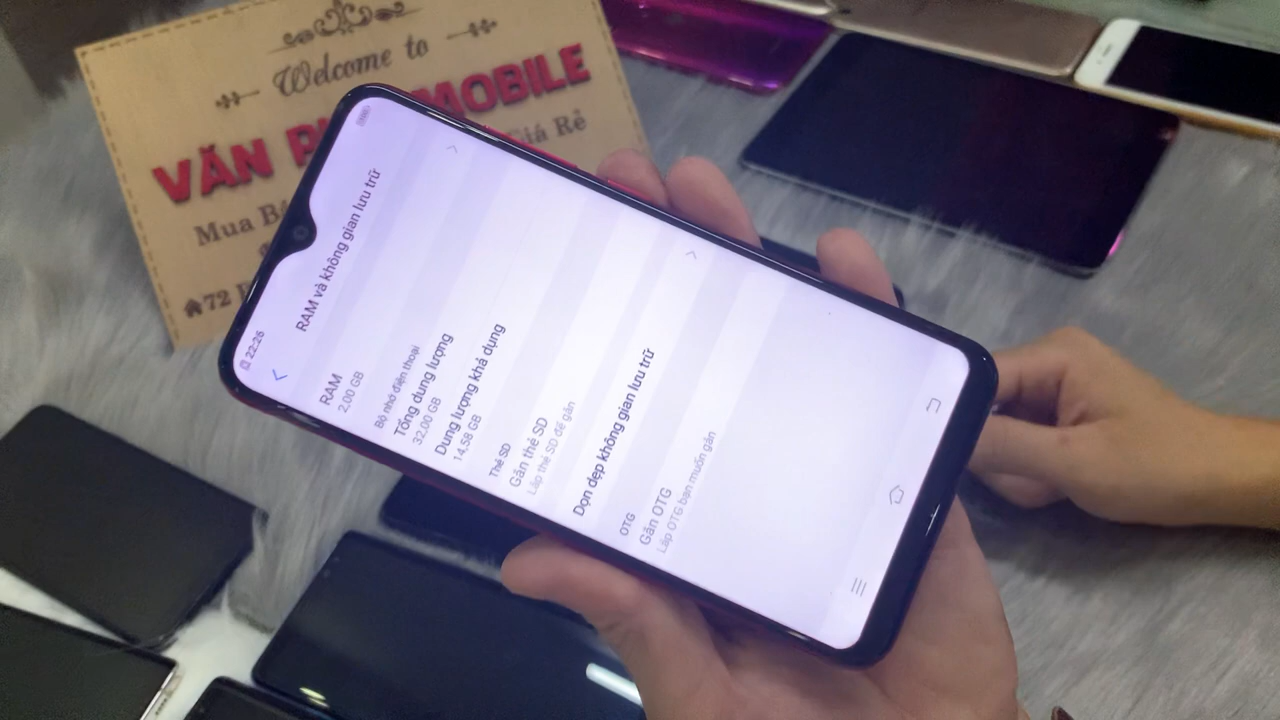 Welcome to
VĂN MOBILE
Mua Giá Rẻ
72
22:26
RAM và không gian lưu trữ
RAM
2,00 GB
Bộ nhớ điện thoại
Tổng dung lượng
32,00 GB
Dung lượng khả dụng
14,58 GB
Thẻ SD
Gắn thẻ SD
Lắp thẻ SD để gắn
Dọn dẹp không gian lưu trữ
OTG
Gắn OTG
Lắp OTG bạn muốn gắn